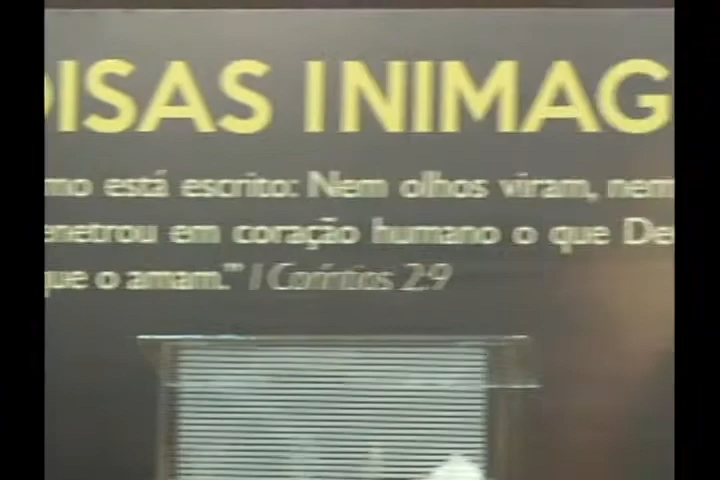 OISAS INIMAG
mo está escrito: Nem olhos viram, nem
enetrou em coração humano o que De
que o amam." I Coríntios 2:9